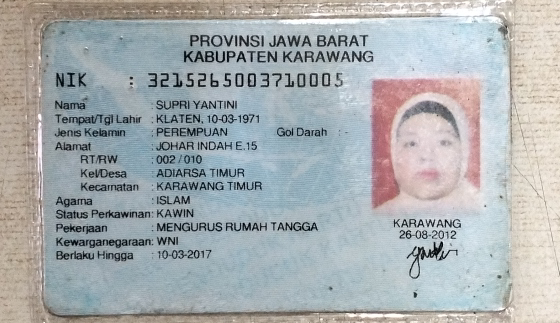 PROVINSI JAWA BARAT
KABUPATEN KARAWANG
NIK : 3215265003710005
Nama : SUPRI YANTINI
Tempat/Tgl Lahir : KLATEN, 10-03-1971
Jenis Kelamin : PEREMPUAN Gol Darah : -
Alamat : JOHAR INDAH E.15
RT/RW : 002 / 010
Kel/Desa : ADIARSA TIMUR
Kecamatan : KARAWANG TIMUR
Agama : ISLAM
Status Perkawinan: KAWIN
Pekerjaan : MENGURUS RUMAH TANGGA
Kewarganegaraan: WNI
Berlaku Hingga : 10-03-2017
KARAWANG
26-08-2012